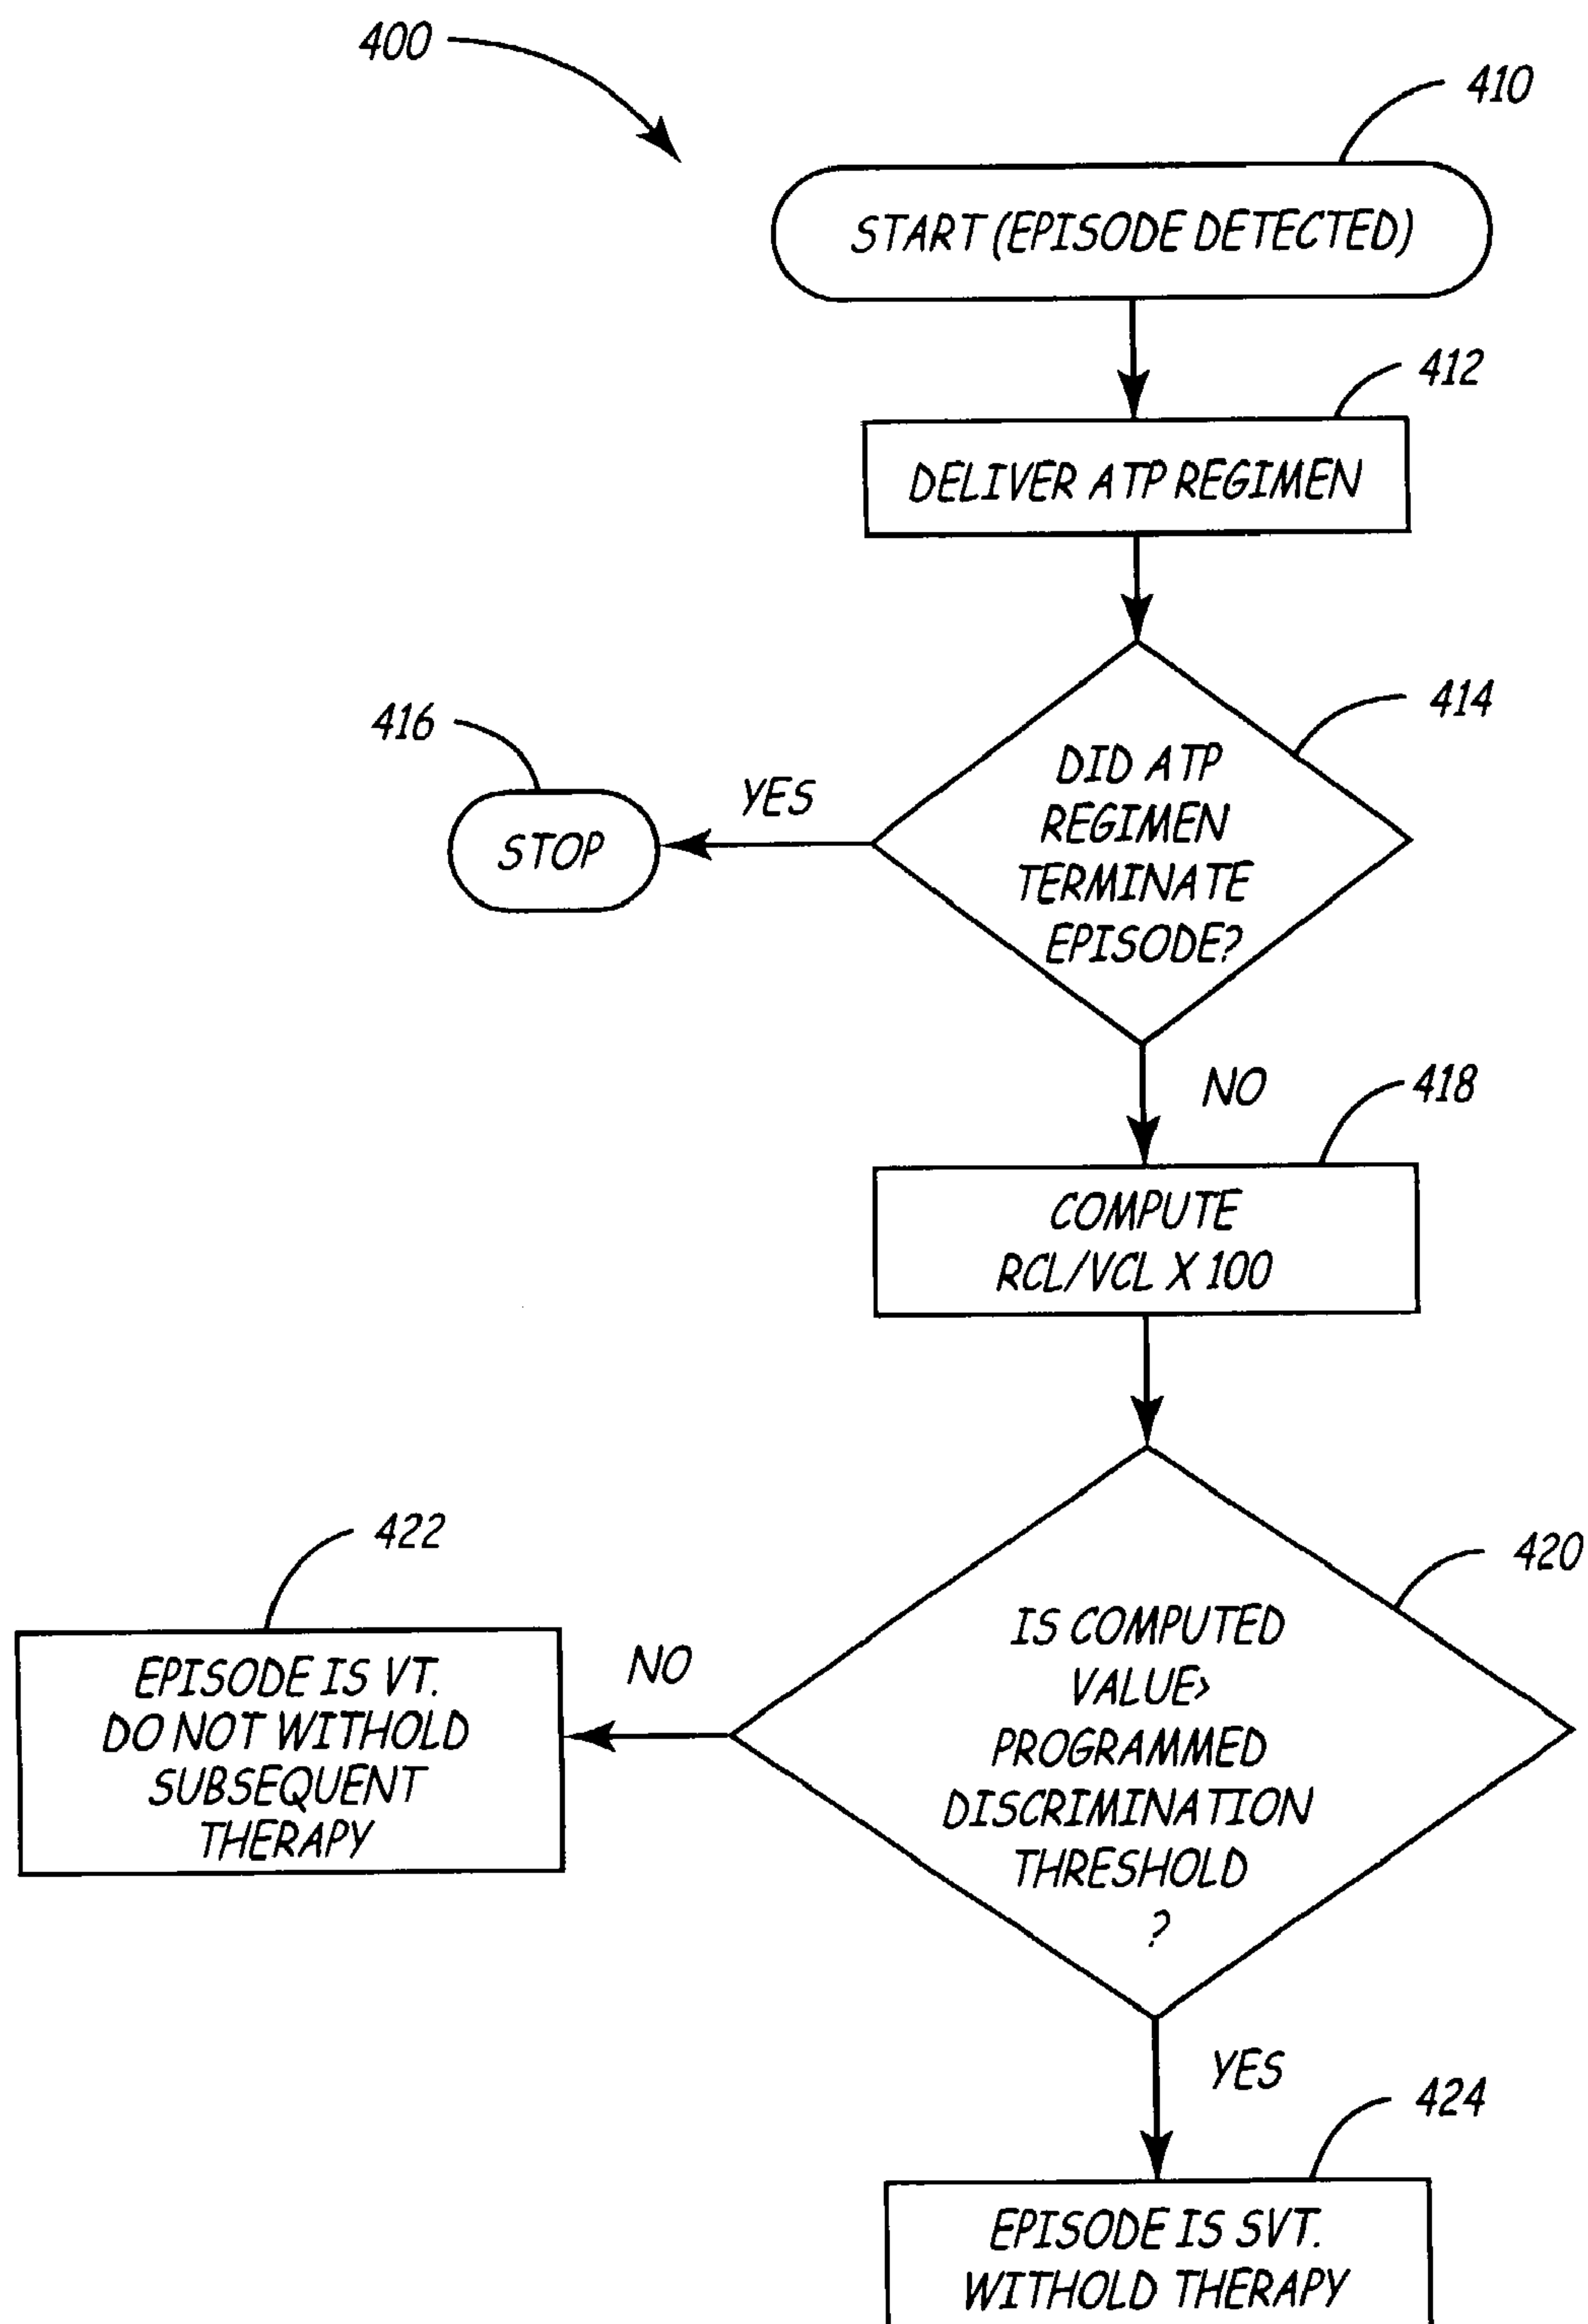 400
410
START (EPISODE DETECTED)
412
DELIVER ATP REGIMEN
414
DID ATP
REGIMEN
TERMINATE
EPISODE?
416
YES
STOP
NO
418
COMPUTE
RCL/VCL X 100
420
IS COMPUTED
VALUE>
PROGRAMMED
DISCRIMINATION
THRESHOLD
?
422
NO
EPISODE IS VT.
DO NOT WITHOLD
SUBSEQUENT
THERAPY
YES
424
EPISODE IS SVT.
WITHOLD THERAPY